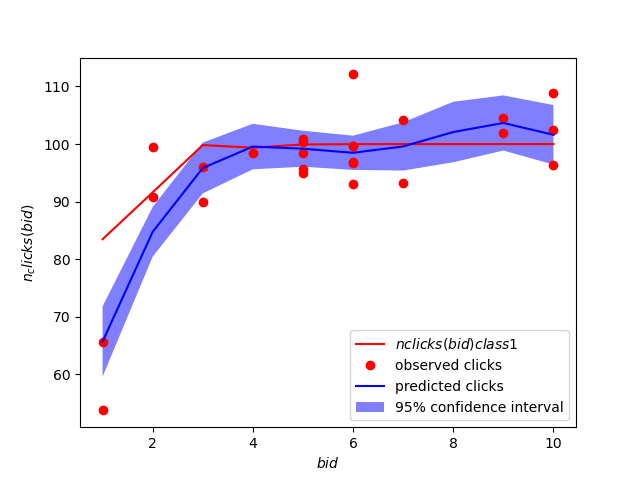 110
100
90
80
70
60
n_clicks(bid)
2
4
6
8
10
bid
nclicks(bid)class1
observed clicks
predicted clicks
95% confidence interval